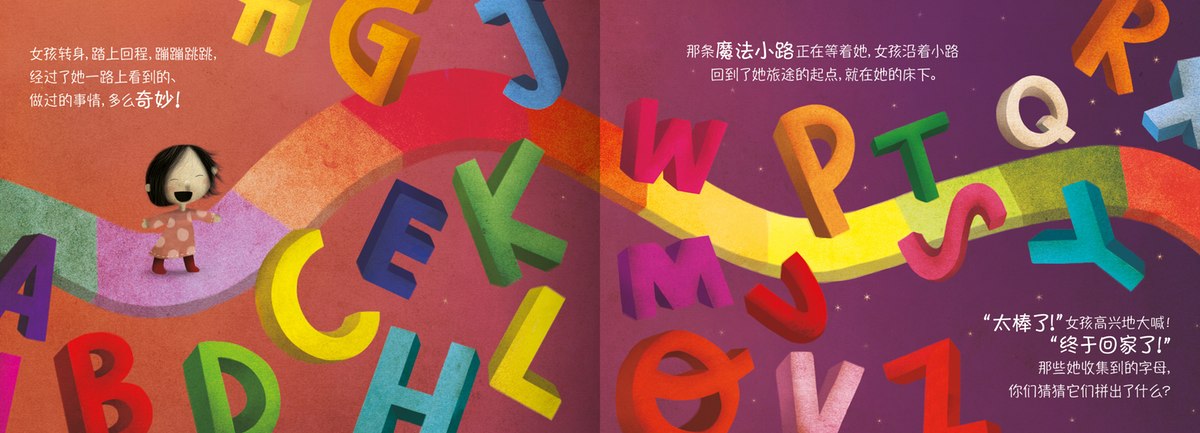 女孩转身,踏上回程,蹦蹦跳跳,
经过了她一路上看到的、
做过的事情,多么奇妙!
G
J
K
E
A
C
L
B
D
H
那条魔法小路正在等着她,女孩沿着小路
回到了她旅途的起点,就在她的床下。
R
W
P
T
Q
X
S
Y
M
V
Z
“太棒了!”女孩高兴地大喊!
“终于回家了!”
那些她收集到的字母,
你们猜猜它们拼出了什么?